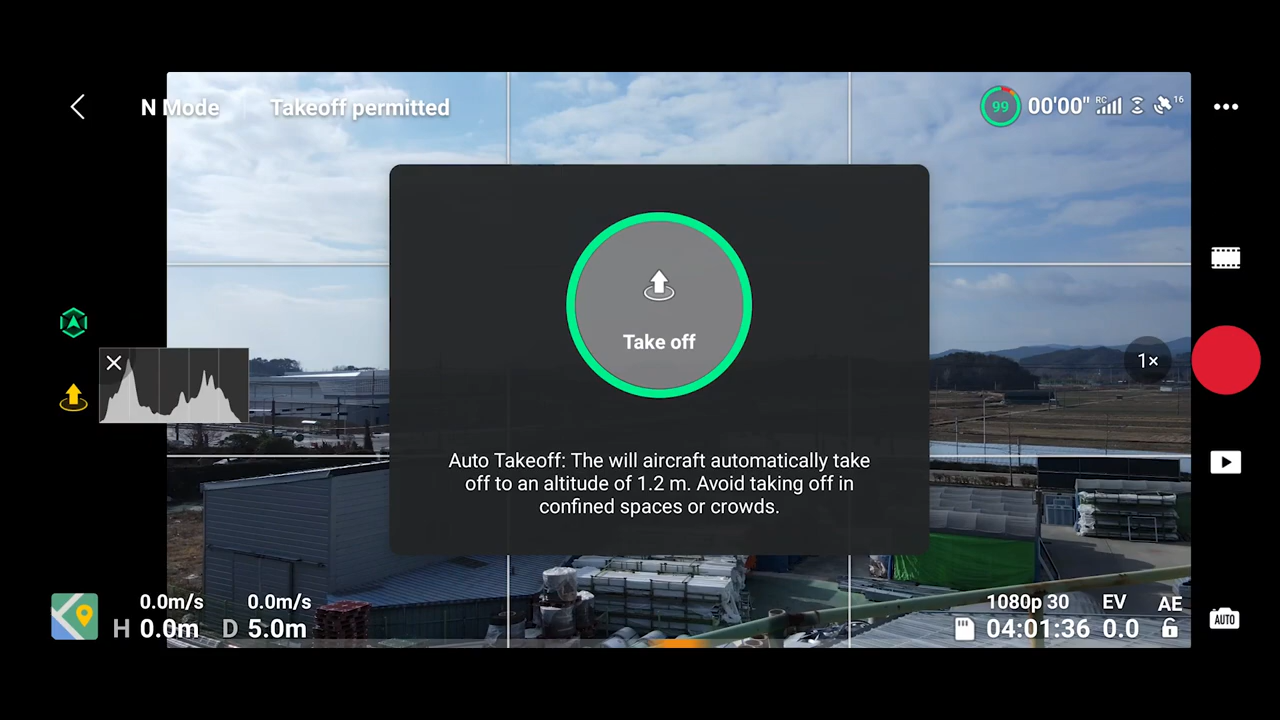 N Mode Takeoff permitted 99 00'00" RC 16
Take off
1×
Auto Takeoff: The will aircraft automatically take
off to an altitude of 1.2 m. Avoid taking off in
confined spaces or crowds.
0.0m/s 0.0m/s 1080p 30 EV AE
H 0.0m D 5.0m 04:01:36 0.0 AUTO